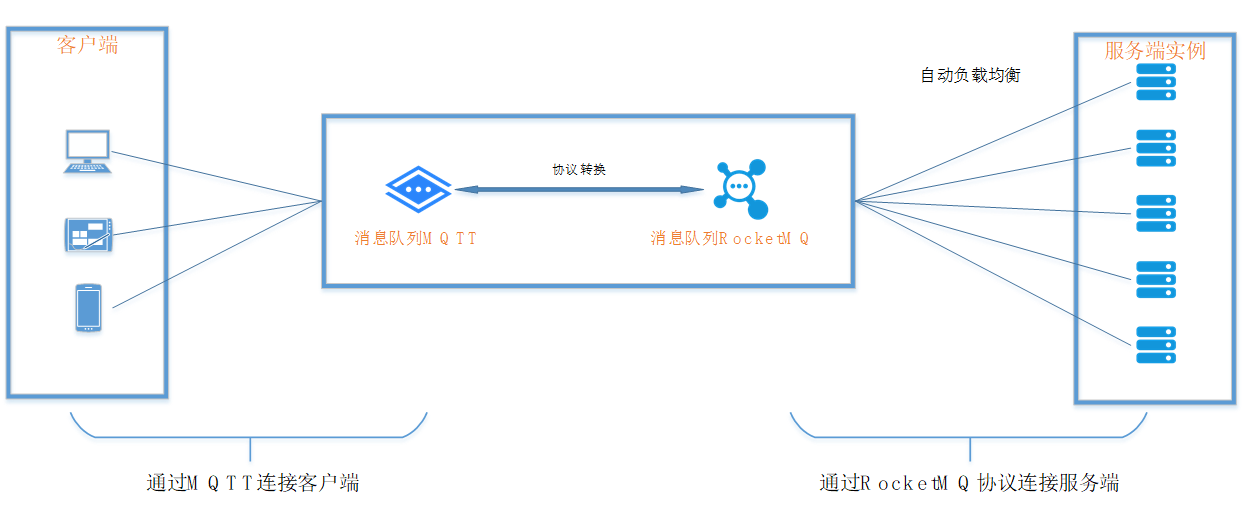 客户端
服务端实例
自动负载均衡
协议转换
消息队列MQTT
消息队列RocketMQ
通过MQTT连接客户端
通过RocketMQ协议连接服务端